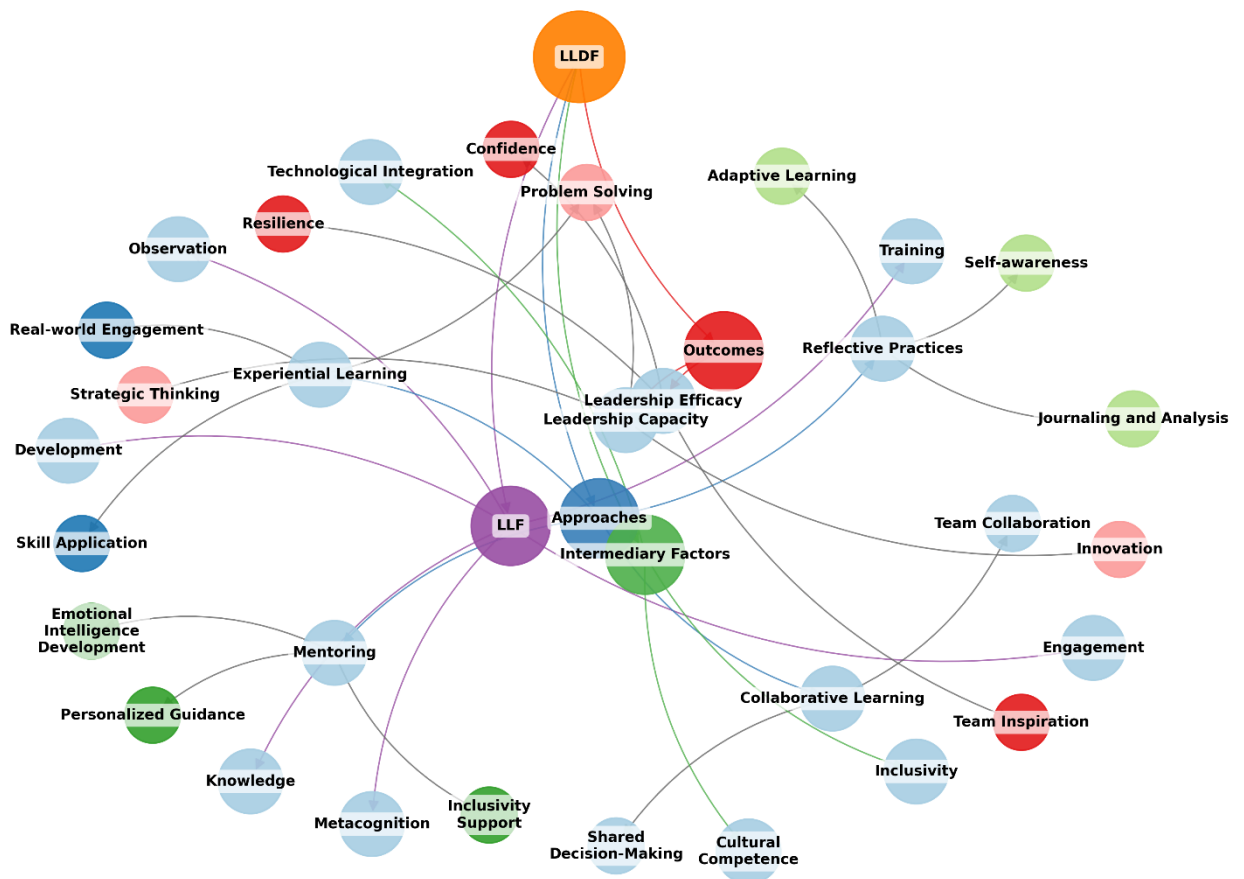 LLDF
Confidence
Technological Integration
Adaptive Learning
Problem Solving
Resilience
Observation
Training
Self-awareness
Real-world Engagement
Reflective Practices
Outcomes
Experiential Learning
Strategic Thinking
Leadership Efficacy
Leadership Capacity
Journaling and Analysis
Development
Approaches
LLF
Team Collaboration
Skill Application
Innovation
Intermediary Factors
Emotional
Intelligence
Development
Engagement
Mentoring
Collaborative Learning
Personalized Guidance
Team Inspiration
Inclusivity
Knowledge
Inclusivity
Support
Metacognition
Shared
Decision-Making
Cultural
Competence